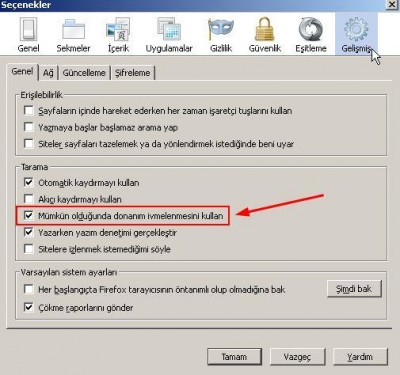 Seçenekler
Genel Sekmeler İçerik Uygulamalar Gizlilik Güvenlik Eşitleme Gelişmiş
Genel Ağ Güncelleme Şifreleme
Erişilebilirlik
Sayfaların içinde hareket ederken her zaman işaretçi tuşlarını kullan
Yazmaya başlar başlamaz arama yap
Siteler sayfaları tazelemek ya da yönlendirmek istediğinde beni uyar
Tarama
Otomatik kaydırmayı kullan
Akıcı kaydırmayı kullan
Mümkün olduğunda donanım ivmelenmesini kullan
Yazarken yazım denetimi gerçekleştir
Sitelere izlenmek istemediğimi söyle
Varsayılan sistem ayarları
Her başlangıçta Firefox tarayıcısının öntanımlı olup olmadığına bak Şimdi bak
Çökme raporlarını gönder
Tamam Vazgeç Yardım